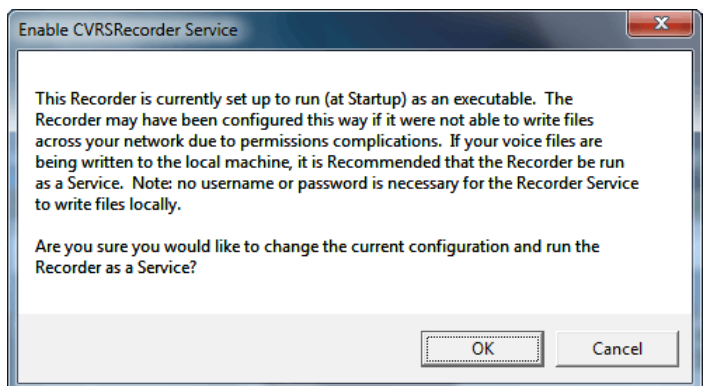 Enable CVRSRecorder Service
This Recorder is currently set up to run (at Startup) as an executable. The
Recorder may have been configured this way if it were not able to write files
across your network due to permissions complications. If your voice files are
being written to the local machine, it is Recommended that the Recorder be run
as a Service. Note: no username or password is necessary for the Recorder Service
to write files locally.
Are you sure you would like to change the current configuration and run the
Recorder as a Service?
OK Cancel